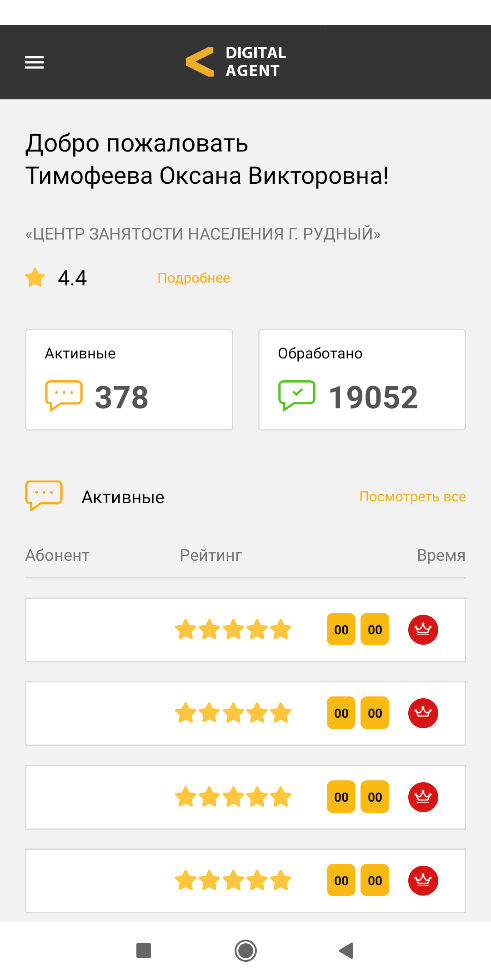 DIGITAL
AGENT
Добро пожаловать
Тимофеева Оксана Викторовна!
«ЦЕНТР ЗАНЯТОСТИ НАСЕЛЕНИЯ Г. РУДНЫЙ»
4.4 Подробнее
Активные Обработано
378 19052
Активные Посмотреть все
Абонент Рейтинг Время
00 00
00 00
00 00
00 00